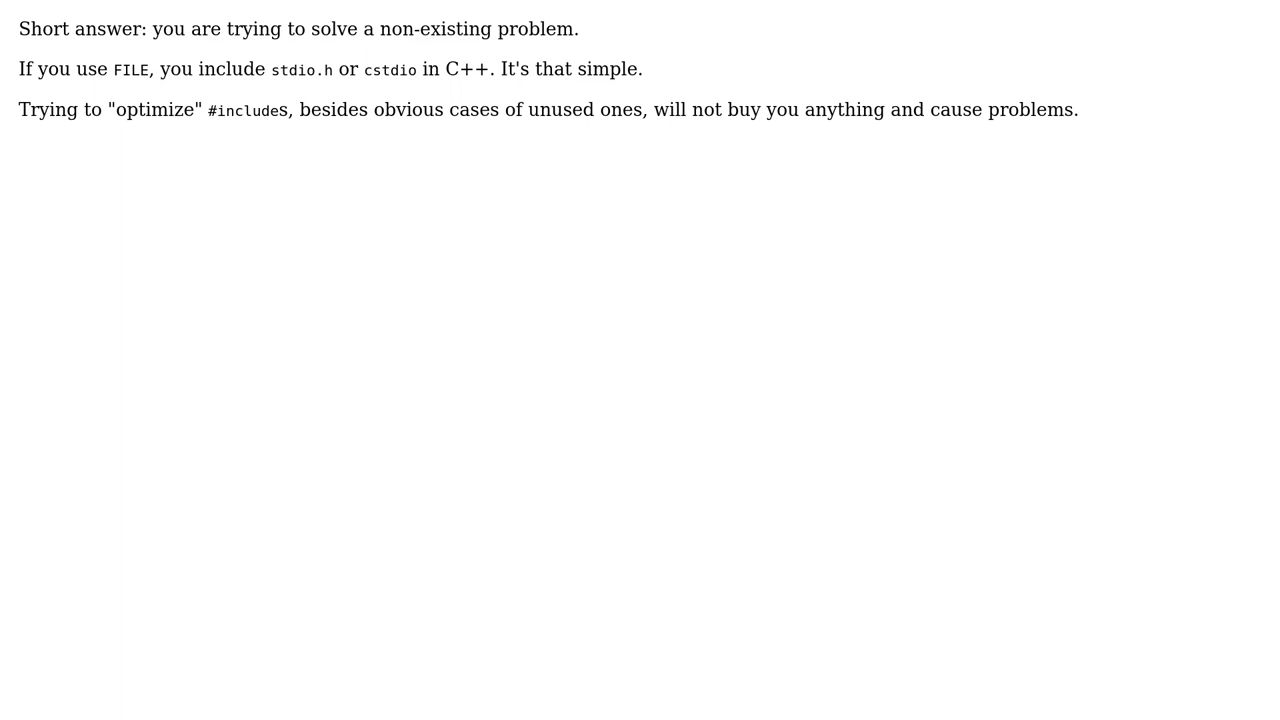 Short answer: you are trying to solve a non-existing problem.
If you use FILE, you include stdio.h or cstdio in C++. It's that simple.
Trying to "optimize" #includes, besides obvious cases of unused ones, will not buy you anything and cause problems.